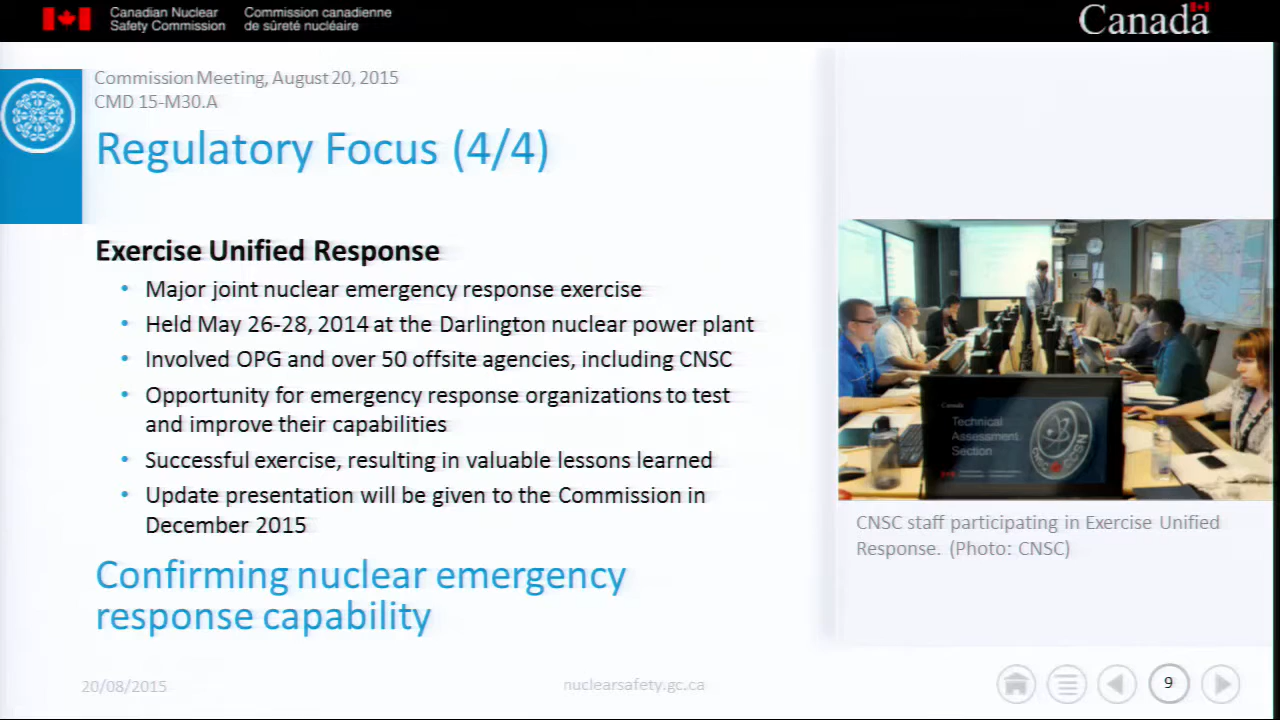 Canadian Nuclear
Safety Commission
Commission canadienne
de sûreté nucléaire
Canada
Commission Meeting, August 20, 2015
CMD 15-M30.A
Regulatory Focus (4/4)
Exercise Unified Response
• Major joint nuclear emergency response exercise
• Held May 26-28, 2014 at the Darlington nuclear power plant
• Involved OPG and over 50 offsite agencies, including CNSC
• Opportunity for emergency response organizations to test
and improve their capabilities
• Successful exercise, resulting in valuable lessons learned
• Update presentation will be given to the Commission in
December 2015
Confirming nuclear emergency
response capability
Canada
Technical
Assessment
Section
CNSC staff participating in Exercise Unified
Response. (Photo: CNSC)
20/08/2015
nuclearsafety.gc.ca
9